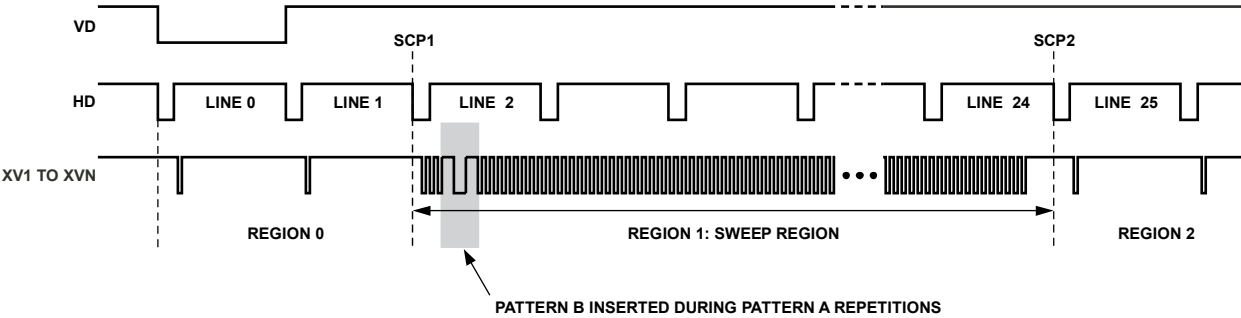 VD
SCP1
SCP2
HD
LINE 0
LINE 1
LINE 2
LINE 24
LINE 25
XV1 TO XVN
REGION 0
REGION 1: SWEEP REGION
REGION 2
PATTERN B INSERTED DURING PATTERN A REPETITIONS